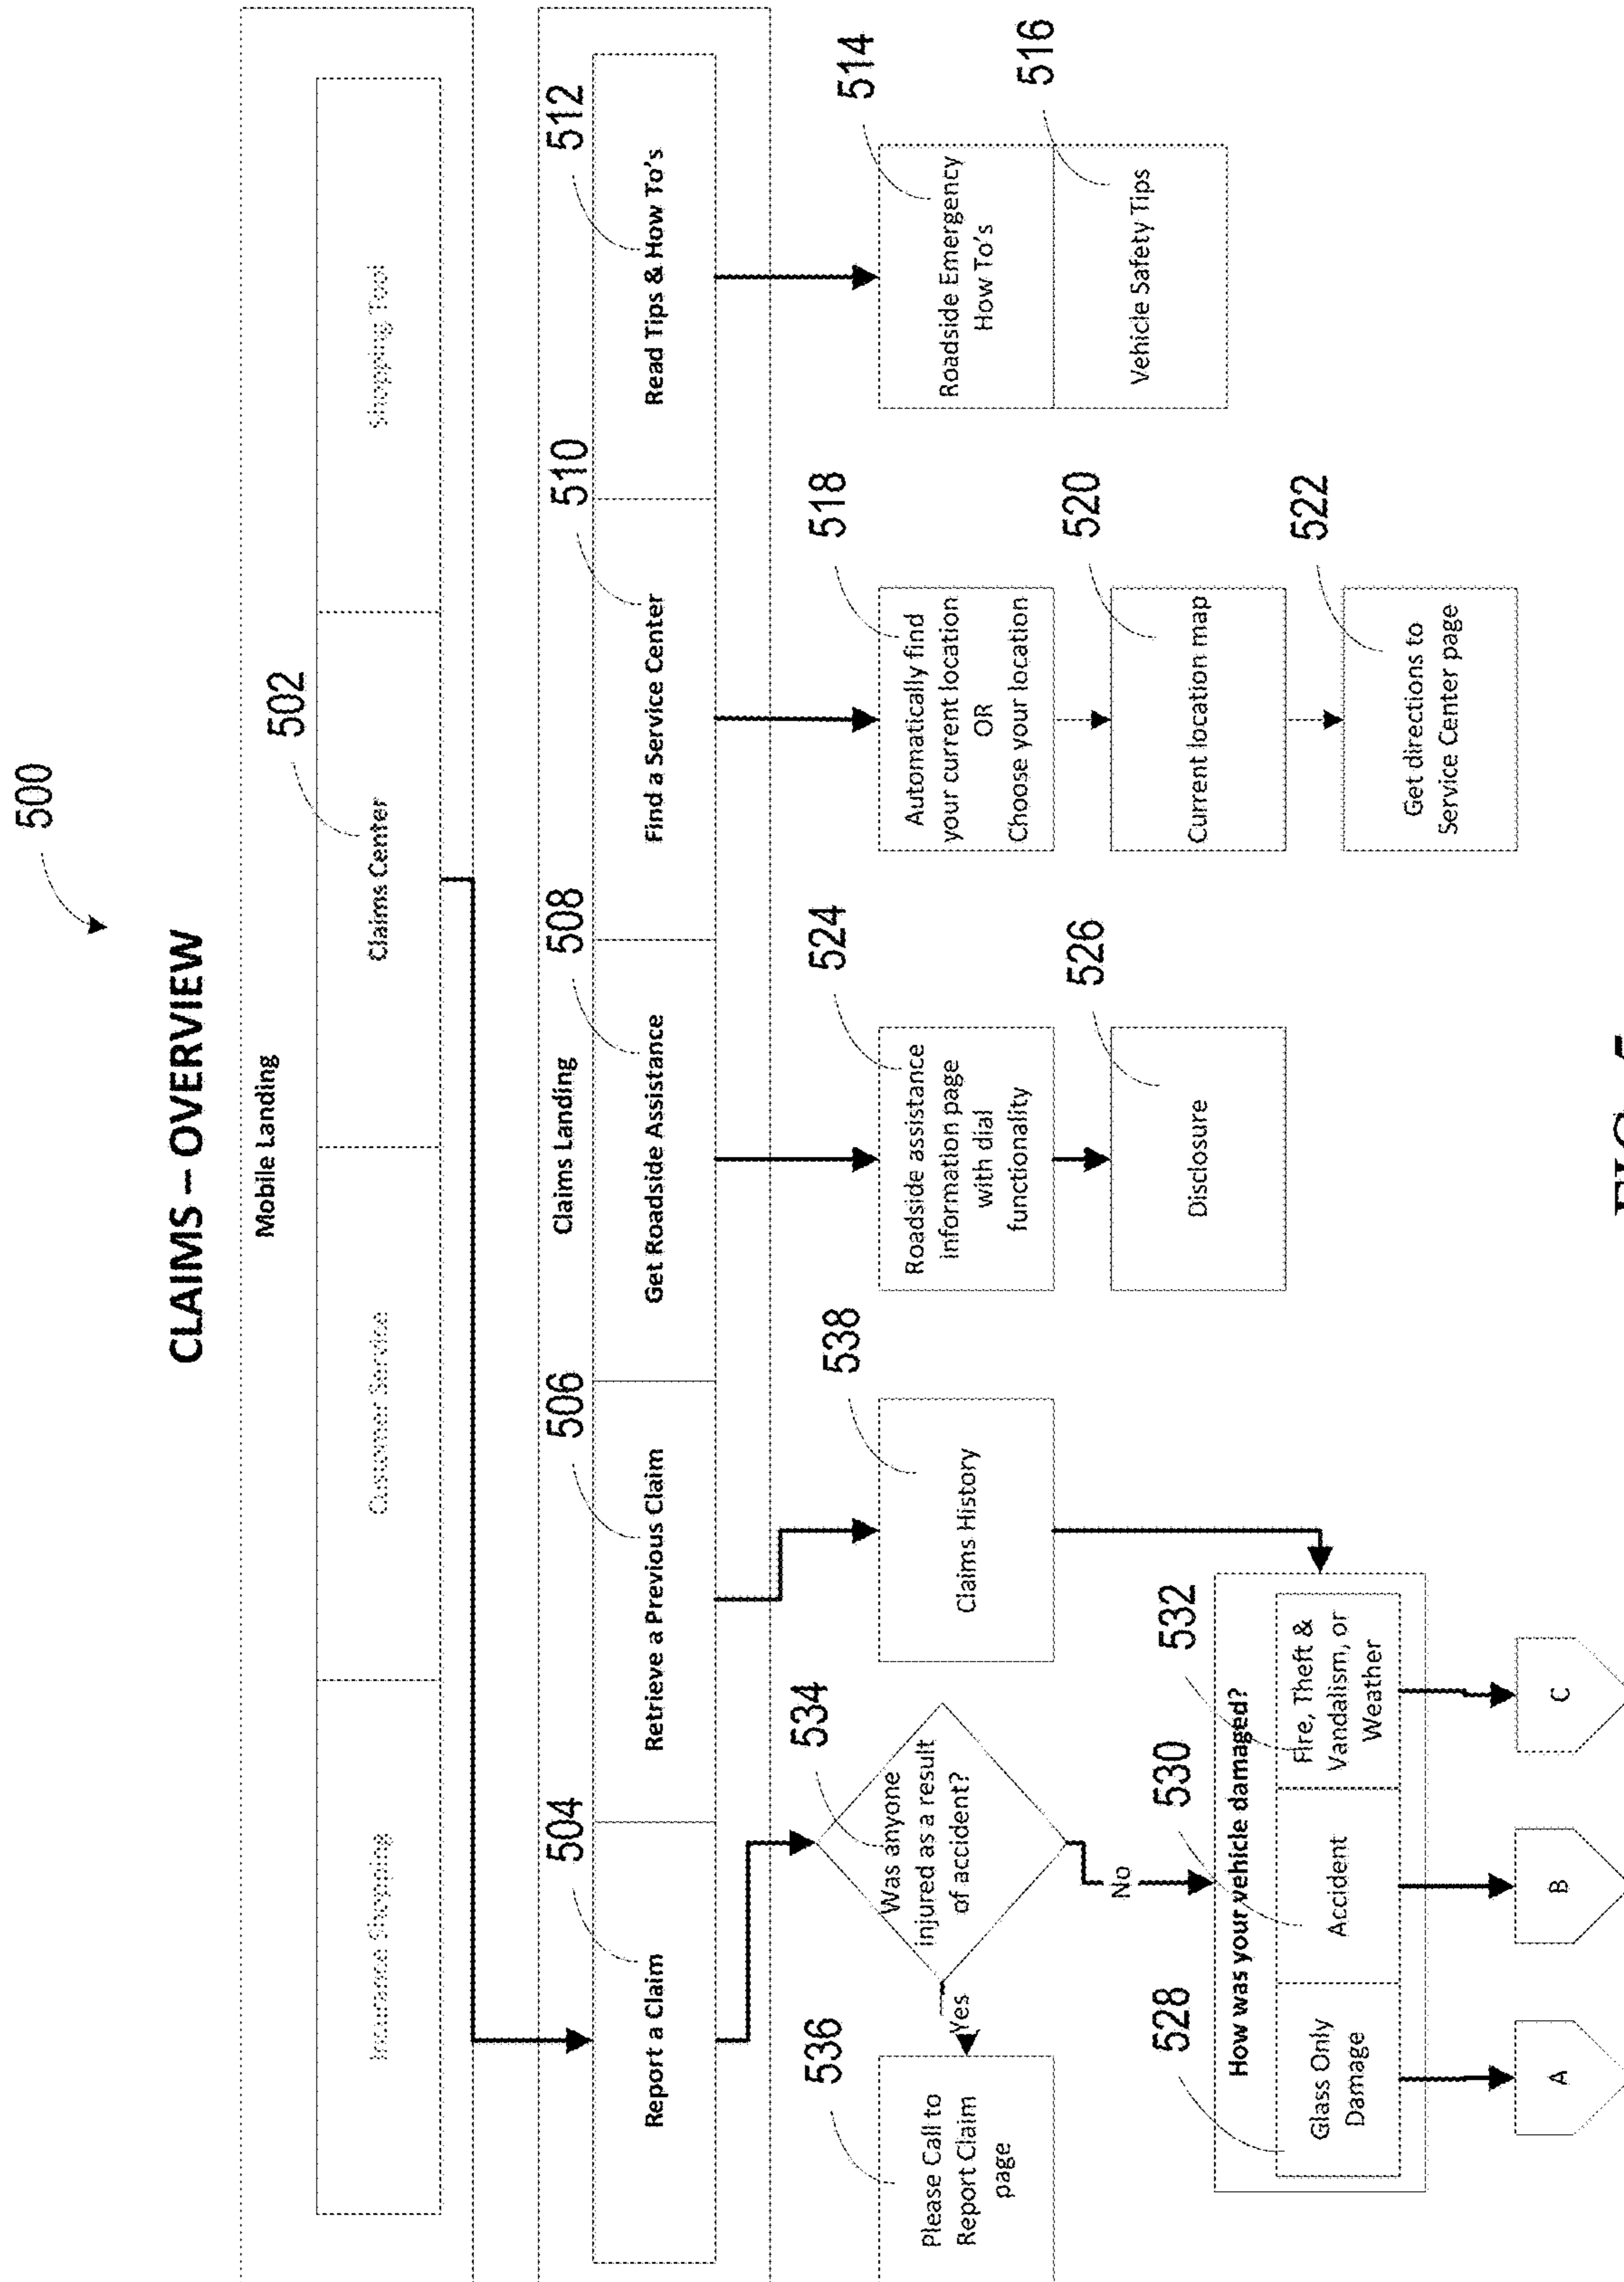 500
CLAIMS – OVERVIEW
Mobile Landing
502
Insurance Shopping
Customer Service
Claims Center
Shopping Tool
Claims Landing
504
506
508
510
512
Report a Claim
Retrieve a Previous Claim
Get Roadside Assistance
Find a Service Center
Read Tips & How To's
536
Please Call to
Report Claim
page
Yes
534
Was anyone
injured as a result
of accident?
No
538
Claims History
524
Roadside assistance
information page
with dial
functionality
526
Disclosure
518
Automatically find
your current location
OR
Choose your location
520
Current location map
522
Get directions to
Service Center page
514
Roadside Emergency
How To's
516
Vehicle Safety Tips
528
530
532
How was your vehicle damaged?
Glass Only
Damage
Accident
Fire, Theft &
Vandalism, or
Weather
A
B
C